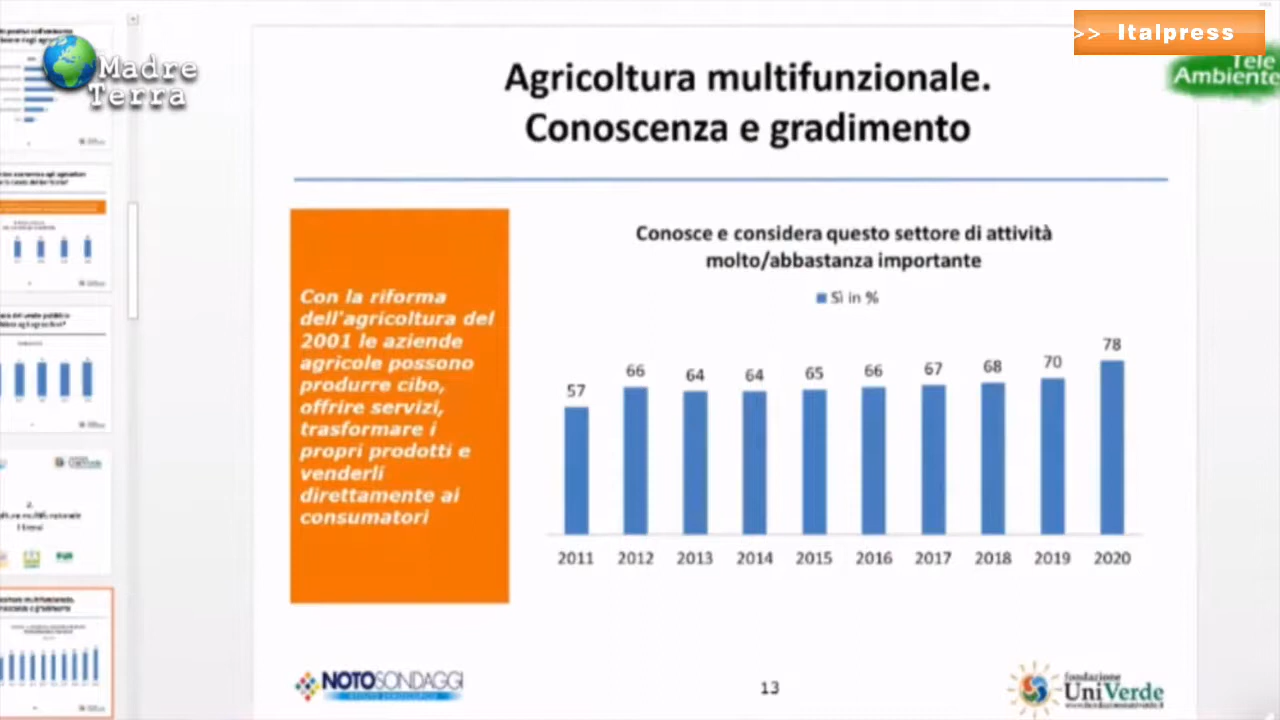 >> Italpress
Madre
Terra
Tele
Ambiente
Agricoltura multifunzionale.
Conoscenza e gradimento
Con la riforma
dell'agricoltura del
2001 le aziende
agricole possono
produrre cibo,
offrire servizi,
trasformare i
propri prodotti e
venderli
direttamente ai
consumatori
Conosce e considera questo settore di attività
molto/abbastanza importante
Sì in %
57 66 64 64 65 66 67 68 70 78
2011 2012 2013 2014 2015 2016 2017 2018 2019 2020
NOTOSONDAGGI
13
fondazione
UniVerde